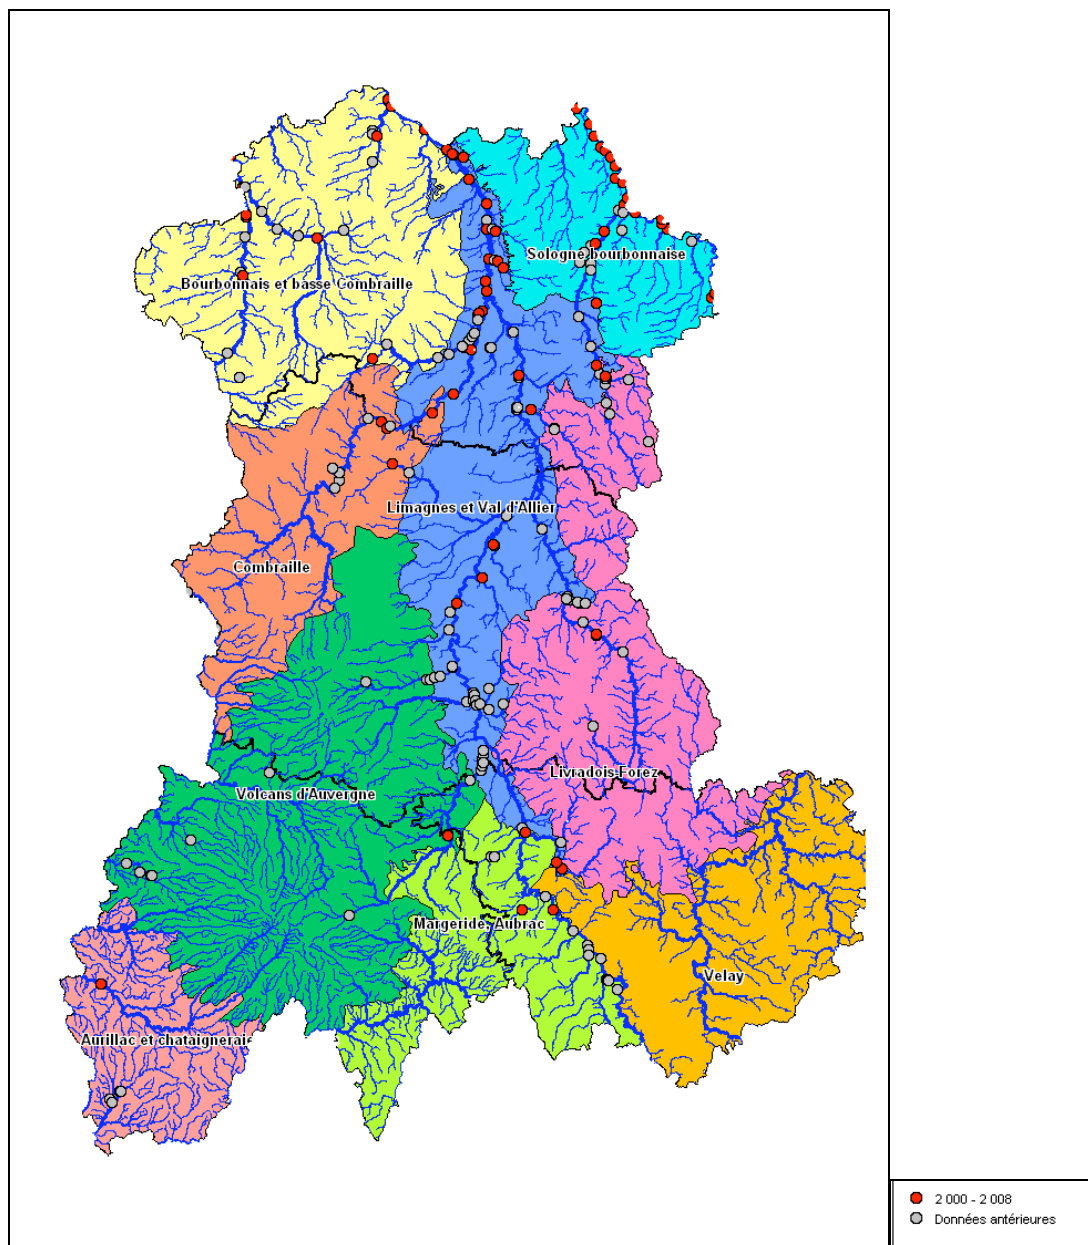 Sologne bourbonnaise
Bourbonnais et basse Combraille
Limagnes et Val d'Allier
Combraille
Livradois-Forez
Volcans d'Auvergne
Margeride, Aubrac
Velay
Aurillac et chataigneraie
2 000 - 2 008
Données antérieures